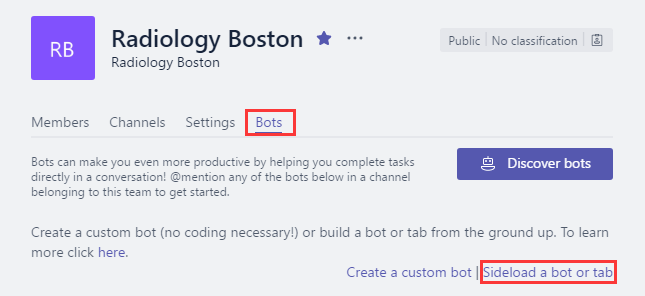 RB
Radiology Boston
Radiology Boston
Public | No classification
Members Channels Settings Bots
Bots can make you even more productive by helping you complete tasks
directly in a conversation! @mention any of the bots below in a channel
belonging to this team to get started.
Discover bots
Create a custom bot (no coding necessary!) or build a bot or tab from the ground up. To learn
more click here.
Create a custom bot | Sideload a bot or tab